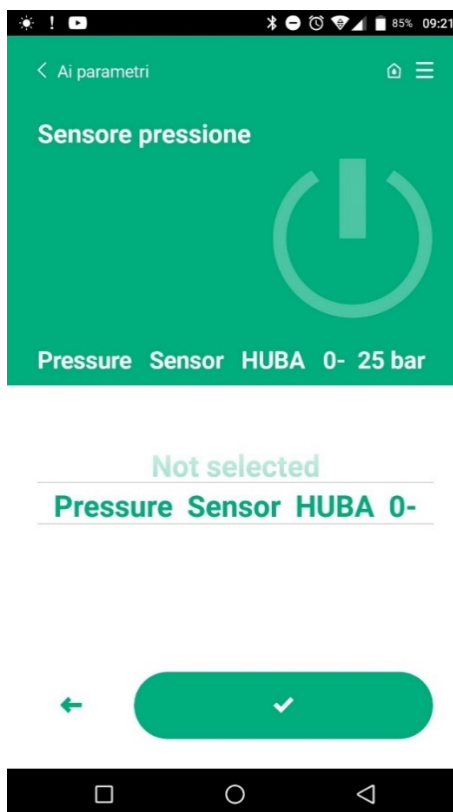 85% 09:21
Ai parametri
Sensore pressione
Pressure Sensor HUBA 0- 25 bar
Not selected
Pressure Sensor HUBA 0-